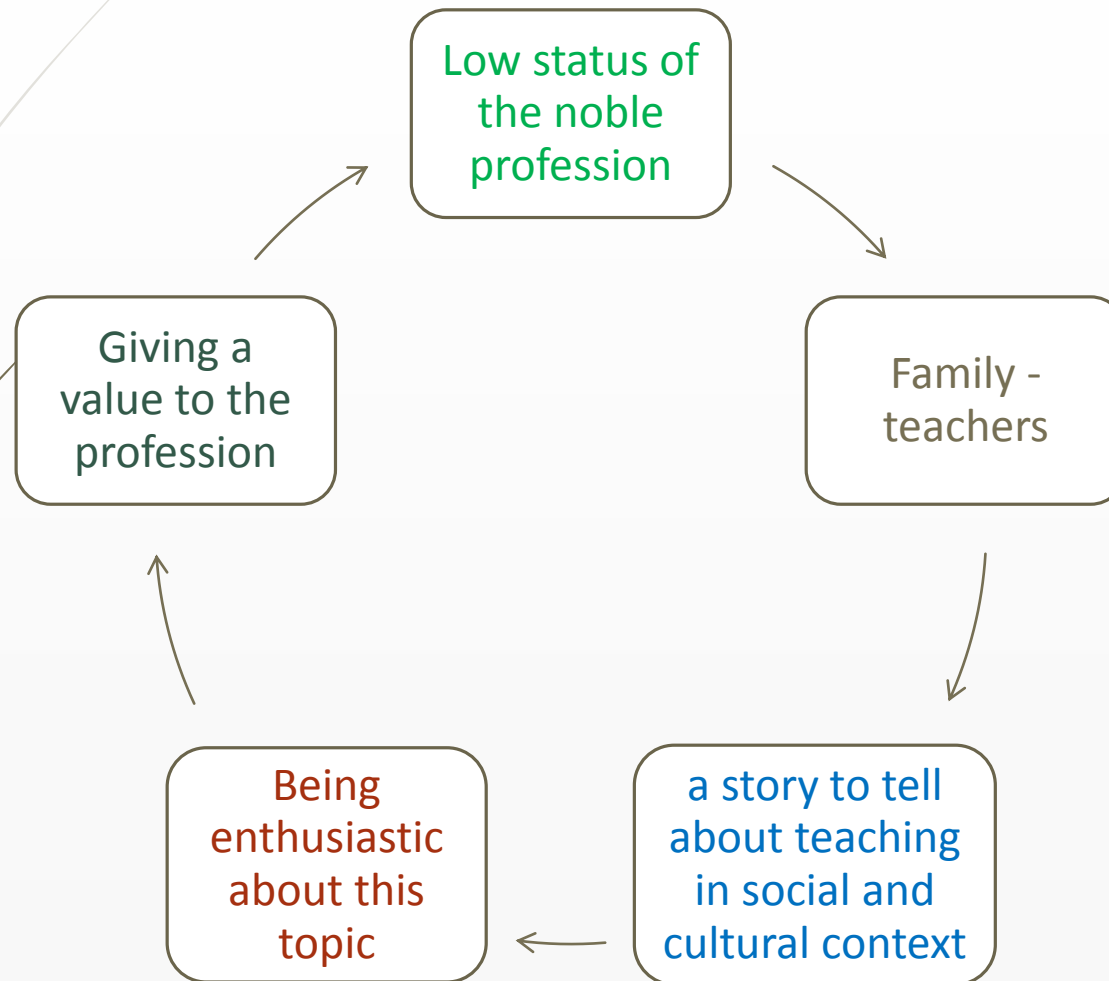 Low status of
the noble
profession
Family -
teachers
a story to tell
about teaching
in social and
cultural context
Being
enthusiastic
about this
topic
Giving a
value to the
profession